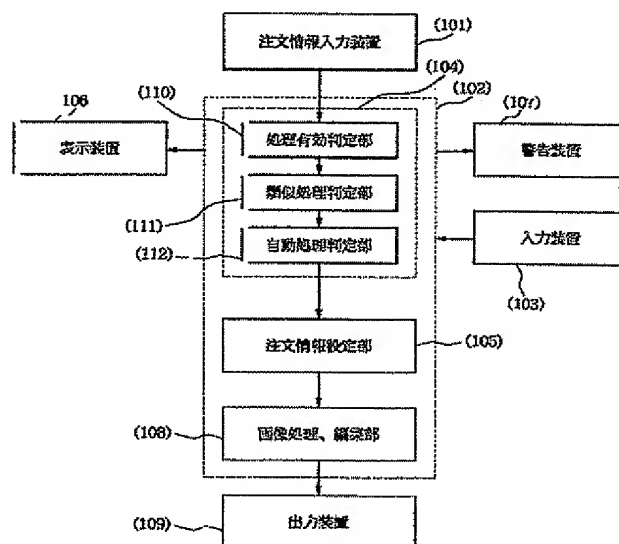 (101)
注文情報入力装置
(104)
(102)
(110)
106
(107)
表示装置
処理有効判定部
警告装置
類似処理判定部
(111)
自動処理判定部
入力装置
(112)
(103)
注文情報設定部
(105)
(108)
画像処理、編集部
(109)
出力装置